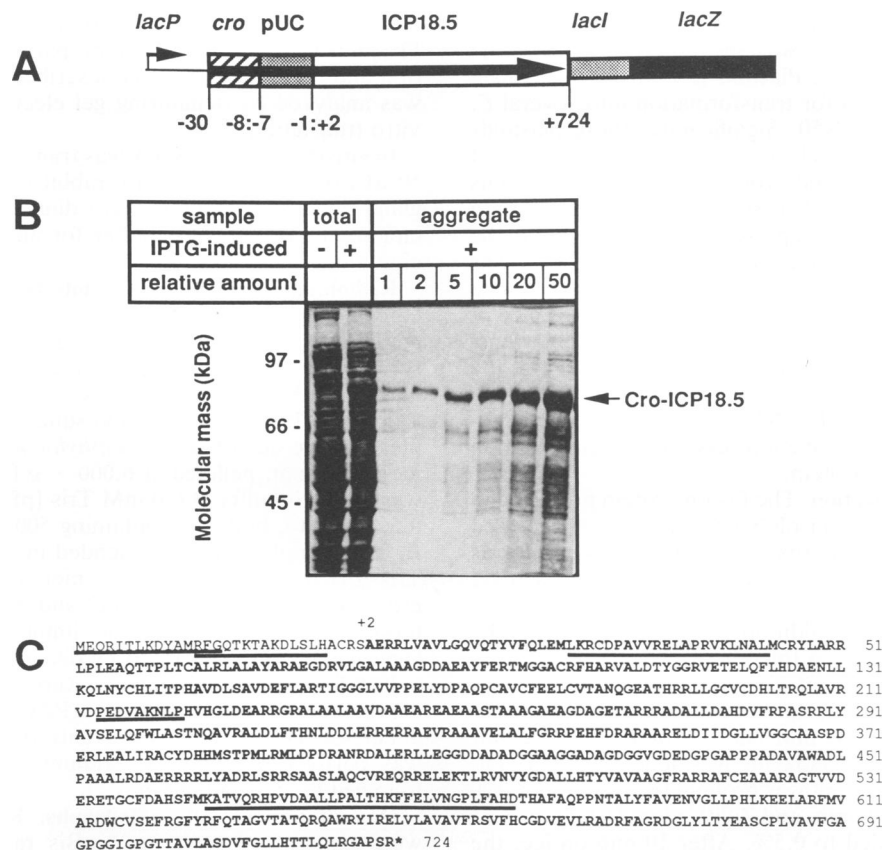 lacP cro pUC ICP18.5 lacI lacZ
A
-30 -8:-7 -1:+2 +724
B
sample total aggregate
IPTG-induced - + +
relative amount 1 2 5 10 20 50
Molecular mass (kDa)
97 -
66 -
45 -
Cro-ICP18.5
C
+2
MEQRITLKDYAMRFGQTKTAKDLSLHACRSAERRLVAVLGQVQTYVFQLEMLKRCDPAVVRELAPRVKLNALMCRYLARR 51
LPLEAQTTPLTCALRLALAYARAEGDRVLGALAAAGDDAEAYFERTMGGACRFHARVALDTYGGRVETELQFLHDAENLL 131
KQLNYCHLITPHAVDLSAVDEFLARTIGGGLVVPPELYDPAQPCAVCFEELCVTANQGEATHRRLLGCVCDHLTRQLAVR 211
VDPEDVAKNLPHVHGLDEARRGRALAALAAVDAAEAREAEAASTAAAGAEAGDAGETARRRADALLDAHDVFRPASRRLY 291
AVSELQFWLASTNQAVRALDLFTHNLDDLERRERRAEVRAAAVELALFGRRPEHFDRARAARELDIIDGLLVGGCAASPD 371
ERLEALIRACYDHHMSTPMLRMLDPDRANRDALERLLEGGDDADADGGAAGGADAGDGGVGDEDGPGAPPPADAVAWADL 451
PAAALRDAERRRRLYADRLSRRSAASLAQCVREQRRELEKTLRVNVYGDALLHTYVAVAAGFRARRAFCEAAARAGTVVD 531
ERETGCFDAHSFMKATVQRHPVDAALLPALTHKFFELVNGPLFAHDTHAFAQPPNTALYFAVENVGLLPHLKEELARFMV 611
ARDWCVSEFRGFYRFQTAGVTATQRQAWRYIRELVLAVAVFRSVFHCGDVEVLRADRFAGRDGLYLTYEASCPLVAVFGA 691
GPGGIGPGTTAVLASDVFGLLHTTLQLRGAPSR* 724